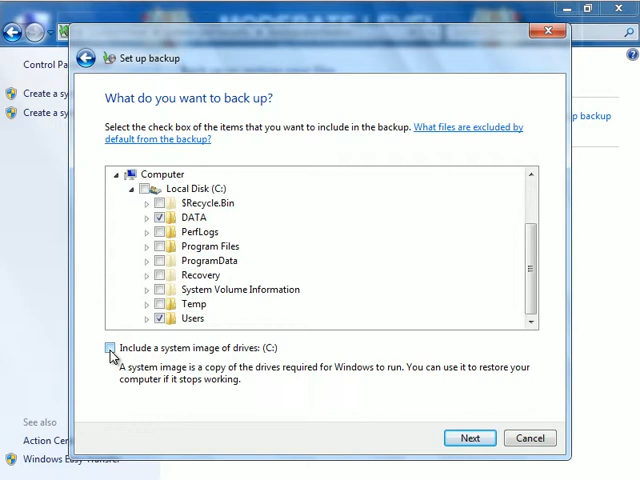 MODERATE LEVEL
Control Pa
Set up backup
Create a sy
Create a sy
p backup
What do you want to back up?
Select the check box of the items that you want to include in the backup. What files are excluded by
default from the backup?
Computer
Local Disk (C:)
$Recycle.Bin
DATA
PerfLogs
Program Files
ProgramData
Recovery
System Volume Information
Temp
Users
Include a system image of drives: (C:)
A system image is a copy of the drives required for Windows to run. You can use it to restore your
computer if it stops working.
See also
Action Cen
Windows Easy Transfer
Next
Cancel